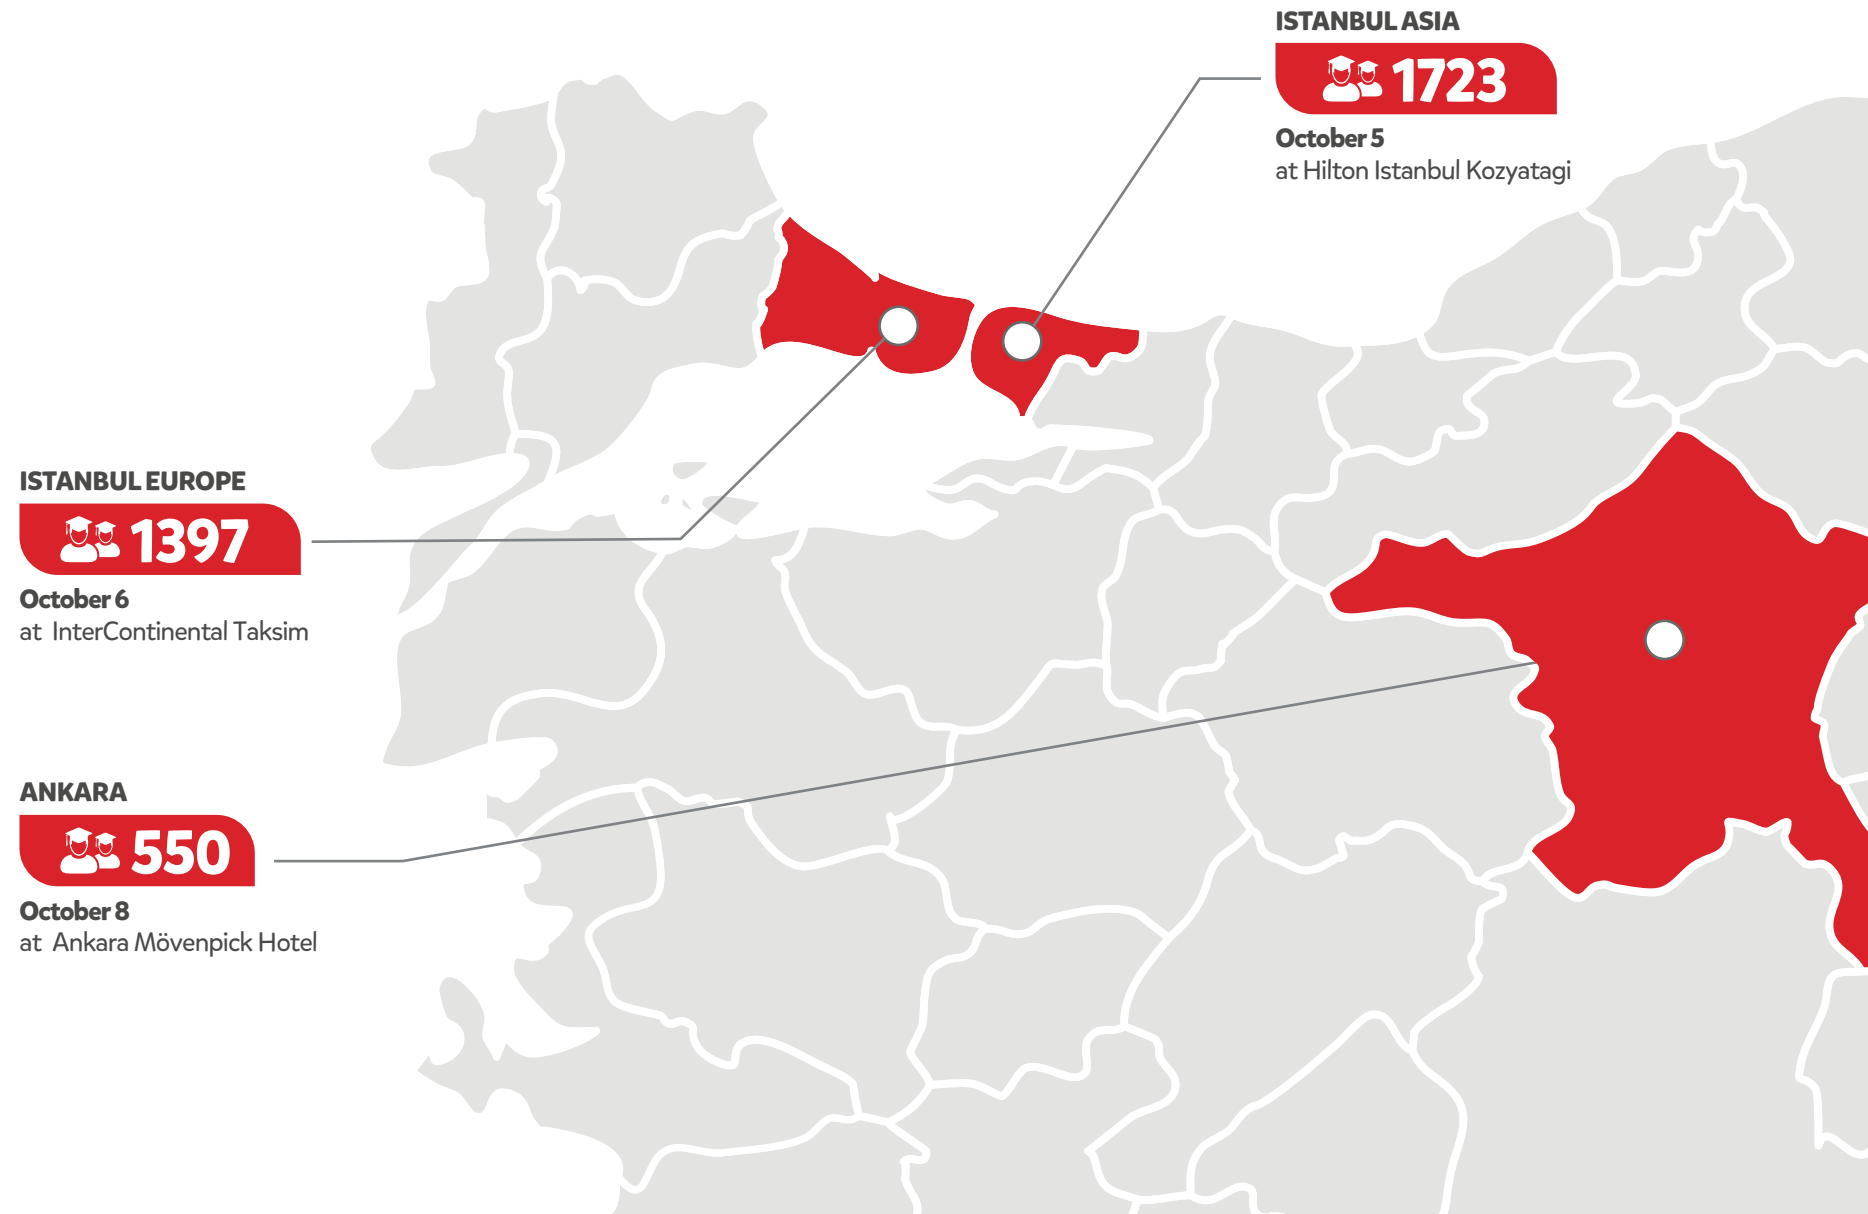 ISTANBUL ASIA
1723
October 5
at Hilton Istanbul Kozyatagi
ISTANBUL EUROPE
1397
October 6
at InterContinental Taksim
ANKARA
550
October 8
at Ankara Mövenpick Hotel